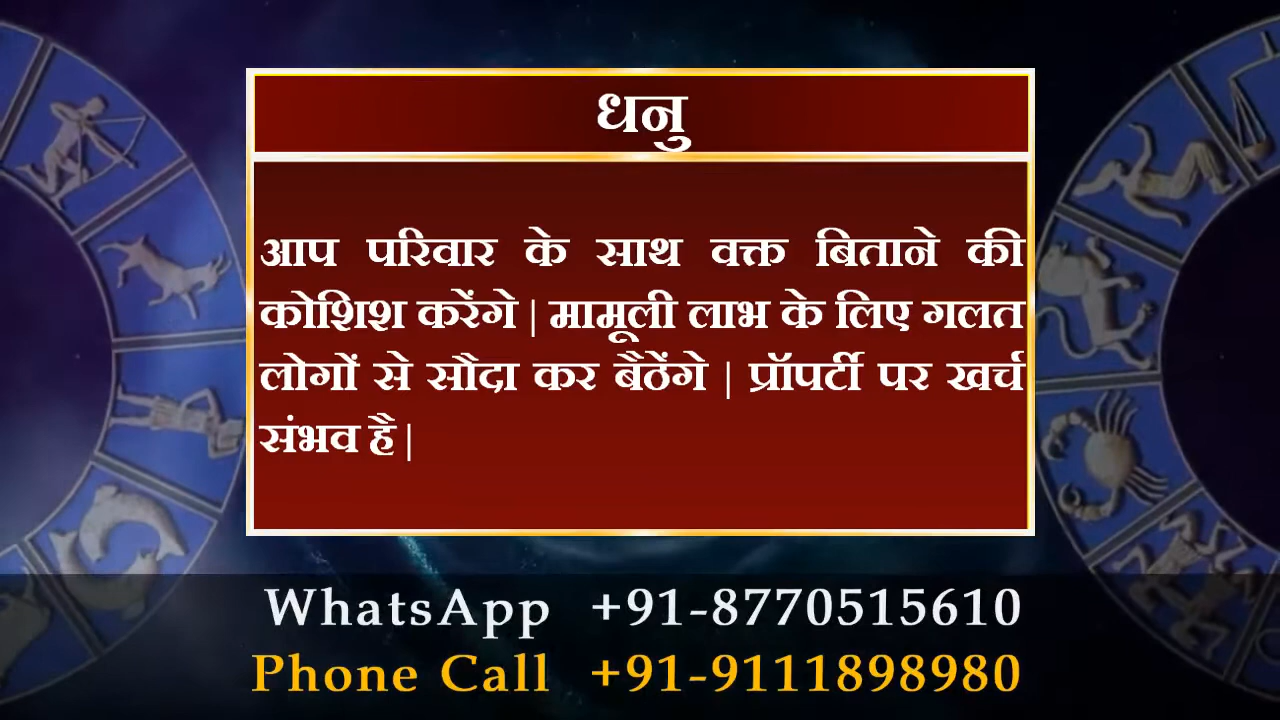 धनु
आप परिवार के साथ वक्त बिताने की
कोशिश करेंगे | मामूली लाभ के लिए गलत
लोगों से सौदा कर बैठेंगे | प्रॉपर्टी पर खर्च
संभव है |
WhatsApp +91-8770515610
Phone Call +91-9111898980